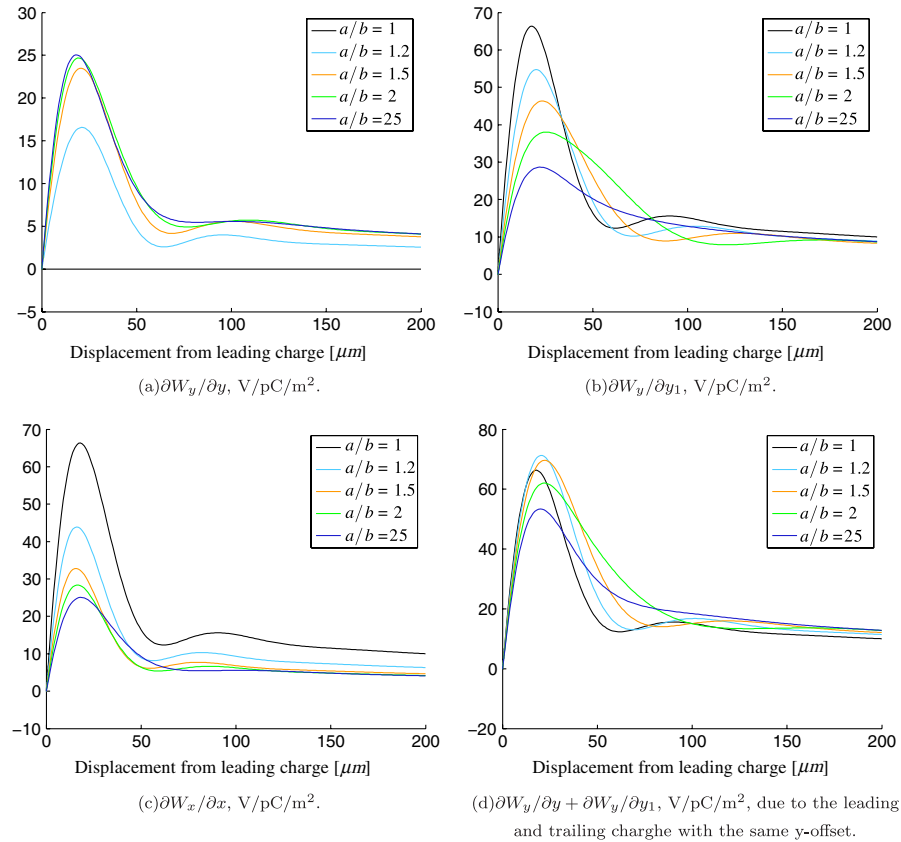 30
25
20
15
10
5
0
−5
0 50 100 150 200
a/b = 1
a/b = 1.2
a/b = 1.5
a/b = 2
a/b =25
Displacement from leading charge [μm]
(a)∂W_y/∂y, V/pC/m².
70
60
50
40
30
20
10
0
−10
0 50 100 150 200
a/b = 1
a/b = 1.2
a/b = 1.5
a/b = 2
a/b =25
Displacement from leading charge [μm]
(b)∂W_y/∂y₁, V/pC/m².
70
60
50
40
30
20
10
0
−10
0 50 100 150 200
a/b = 1
a/b = 1.2
a/b = 1.5
a/b = 2
a/b =25
Displacement from leading charge [μm]
(c)∂W_x/∂x, V/pC/m².
80
60
40
20
0
−20
0 50 100 150 200
a/b = 1
a/b = 1.2
a/b = 1.5
a/b = 2
a/b =25
Displacement from leading charge [μm]
(d)∂W_y/∂y + ∂W_y/∂y₁, V/pC/m², due to the leading
and trailing charghe with the same y-offset.